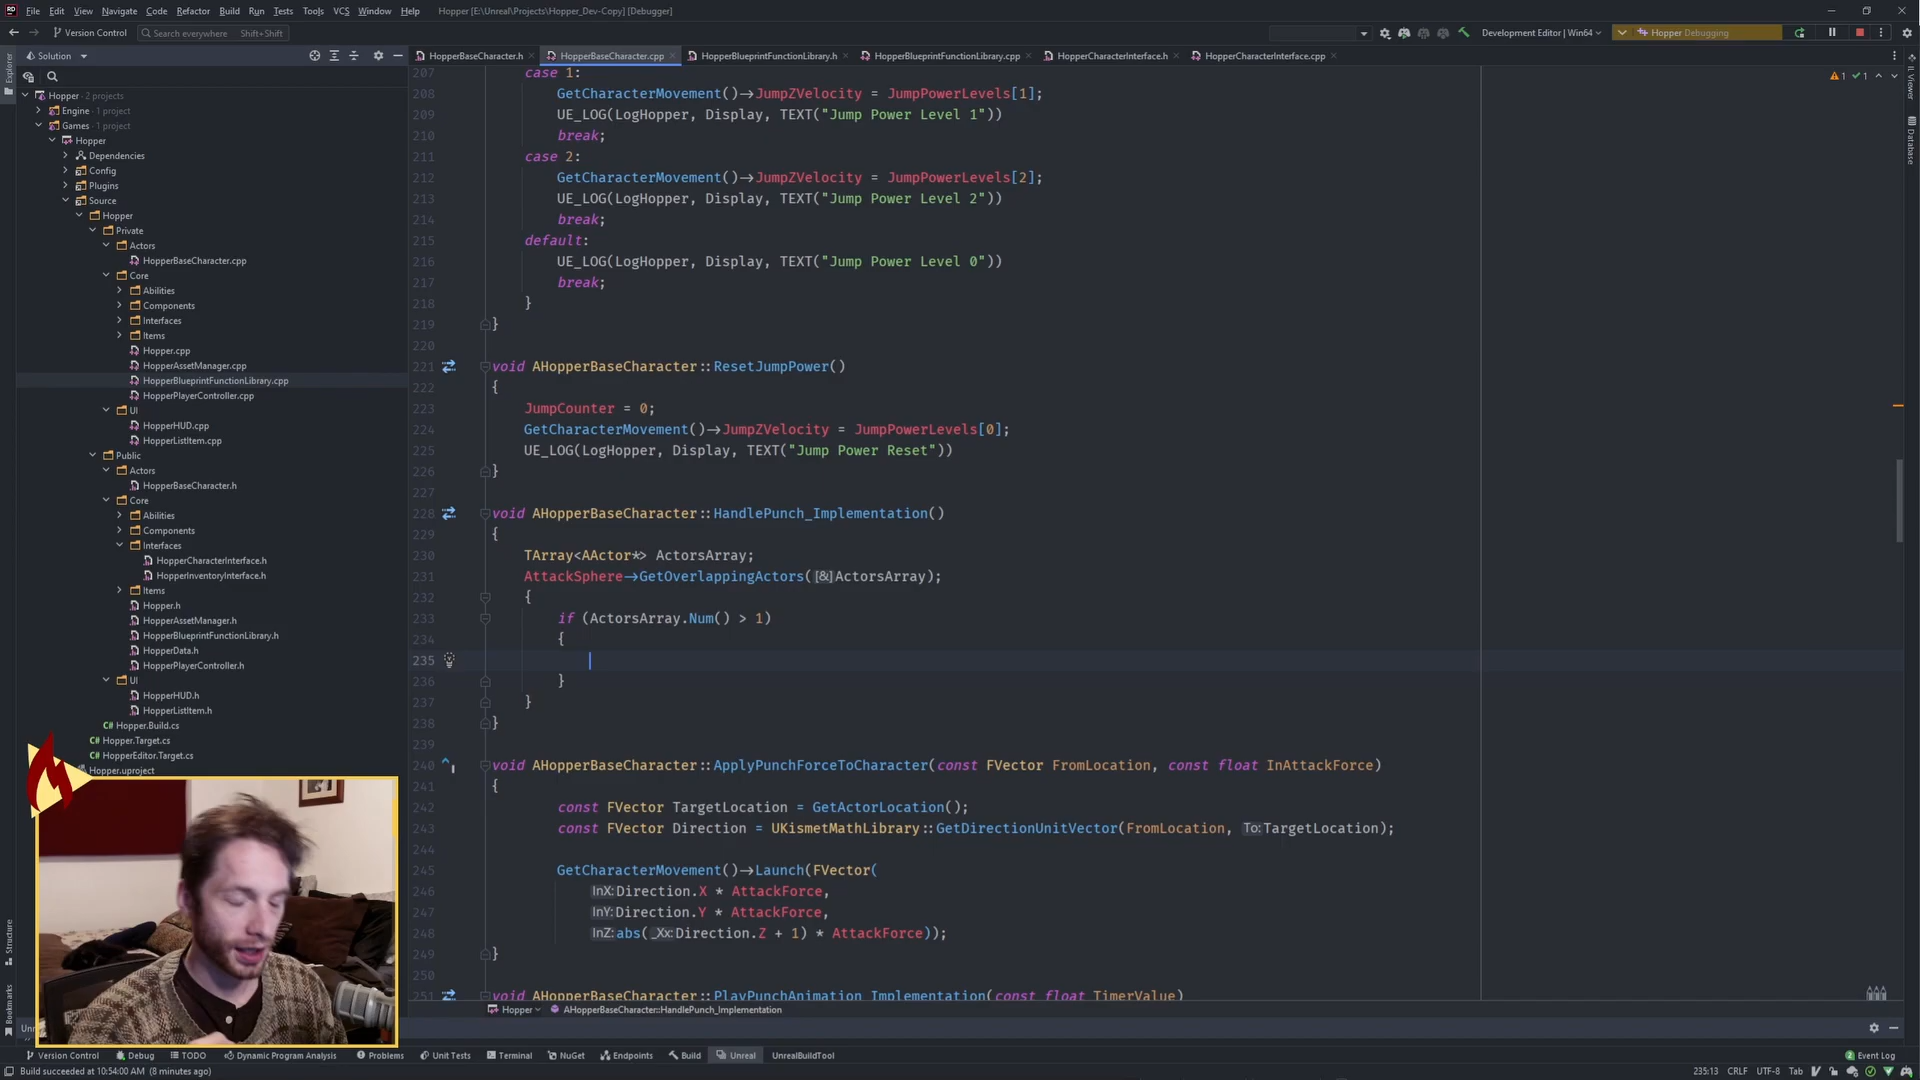 File Edit View Navigate Code Refactor Build Run Tests Tools VCS Window Help Hopper [E:\Unreal\Projects\Hopper_Dev-Copy] [Debugger]
Version Control Search everywhere Shift+Shift Development Editor | Win64 Hopper Debugging
Solution
HopperBaseCharacter.h HopperBaseCharacter.cpp HopperBlueprintFunctionLibrary.h HopperBlueprintFunctionLibrary.cpp HopperCharacterInterface.h HopperCharacterInterface.cpp
Explorer
Structure
Bookmarks
IL Viewer
Database
Hopper · 2 projects
Engine · 1 project
Games · 1 project
Hopper
Dependencies
Config
Plugins
Source
Hopper
Private
Actors
HopperBaseCharacter.cpp
Core
Abilities
Components
Interfaces
Items
Hopper.cpp
HopperAssetManager.cpp
HopperBlueprintFunctionLibrary.cpp
HopperPlayerController.cpp
UI
HopperHUD.cpp
HopperListItem.cpp
Public
Actors
HopperBaseCharacter.h
Core
Abilities
Components
Interfaces
HopperCharacterInterface.h
HopperInventoryInterface.h
Items
Hopper.h
HopperAssetManager.h
HopperBlueprintFunctionLibrary.h
HopperData.h
HopperPlayerController.h
UI
HopperHUD.h
HopperListItem.h
C# Hopper.Build.cs
C# Hopper.Target.cs
C# HopperEditor.Target.cs
Hopper.uproject
1 1
207 case 1:
208 GetCharacterMovement()→JumpZVelocity = JumpPowerLevels[1];
209 UE_LOG(LogHopper, Display, TEXT("Jump Power Level 1"))
210 break;
211 case 2:
212 GetCharacterMovement()→JumpZVelocity = JumpPowerLevels[2];
213 UE_LOG(LogHopper, Display, TEXT("Jump Power Level 2"))
214 break;
215 default:
216 UE_LOG(LogHopper, Display, TEXT("Jump Power Level 0"))
217 break;
218 }
219 }
220
221 void AHopperBaseCharacter::ResetJumpPower()
222 {
223 JumpCounter = 0;
224 GetCharacterMovement()→JumpZVelocity = JumpPowerLevels[0];
225 UE_LOG(LogHopper, Display, TEXT("Jump Power Reset"))
226 }
227
228 void AHopperBaseCharacter::HandlePunch_Implementation()
229 {
230 TArray<AActor*> ActorsArray;
231 AttackSphere→GetOverlappingActors([&]ActorsArray);
232 {
233 if (ActorsArray.Num() > 1)
234 {
235
236 }
237 }
238 }
239
240 void AHopperBaseCharacter::ApplyPunchForceToCharacter(const FVector FromLocation, const float InAttackForce)
241 {
242 const FVector TargetLocation = GetActorLocation();
243 const FVector Direction = UKismetMathLibrary::GetDirectionUnitVector(FromLocation, To: TargetLocation);
244
245 GetCharacterMovement()→Launch(FVector(
246 InX: Direction.X * AttackForce,
247 InY: Direction.Y * AttackForce,
248 InZ: abs(_Xx: Direction.Z + 1) * AttackForce));
249 }
250
251 void AHopperBaseCharacter::PlayPunchAnimation_Implementation(const float TimerValue)
Hopper AHopperBaseCharacter::HandlePunch_Implementation
Version Control Debug TODO Dynamic Program Analysis Problems Unit Tests Terminal NuGet Endpoints Build Unreal UnrealBuildTool 2 Event Log
Build succeeded at 10:54:00 AM (8 minutes ago) 235:13 CRLF UTF-8 Tab